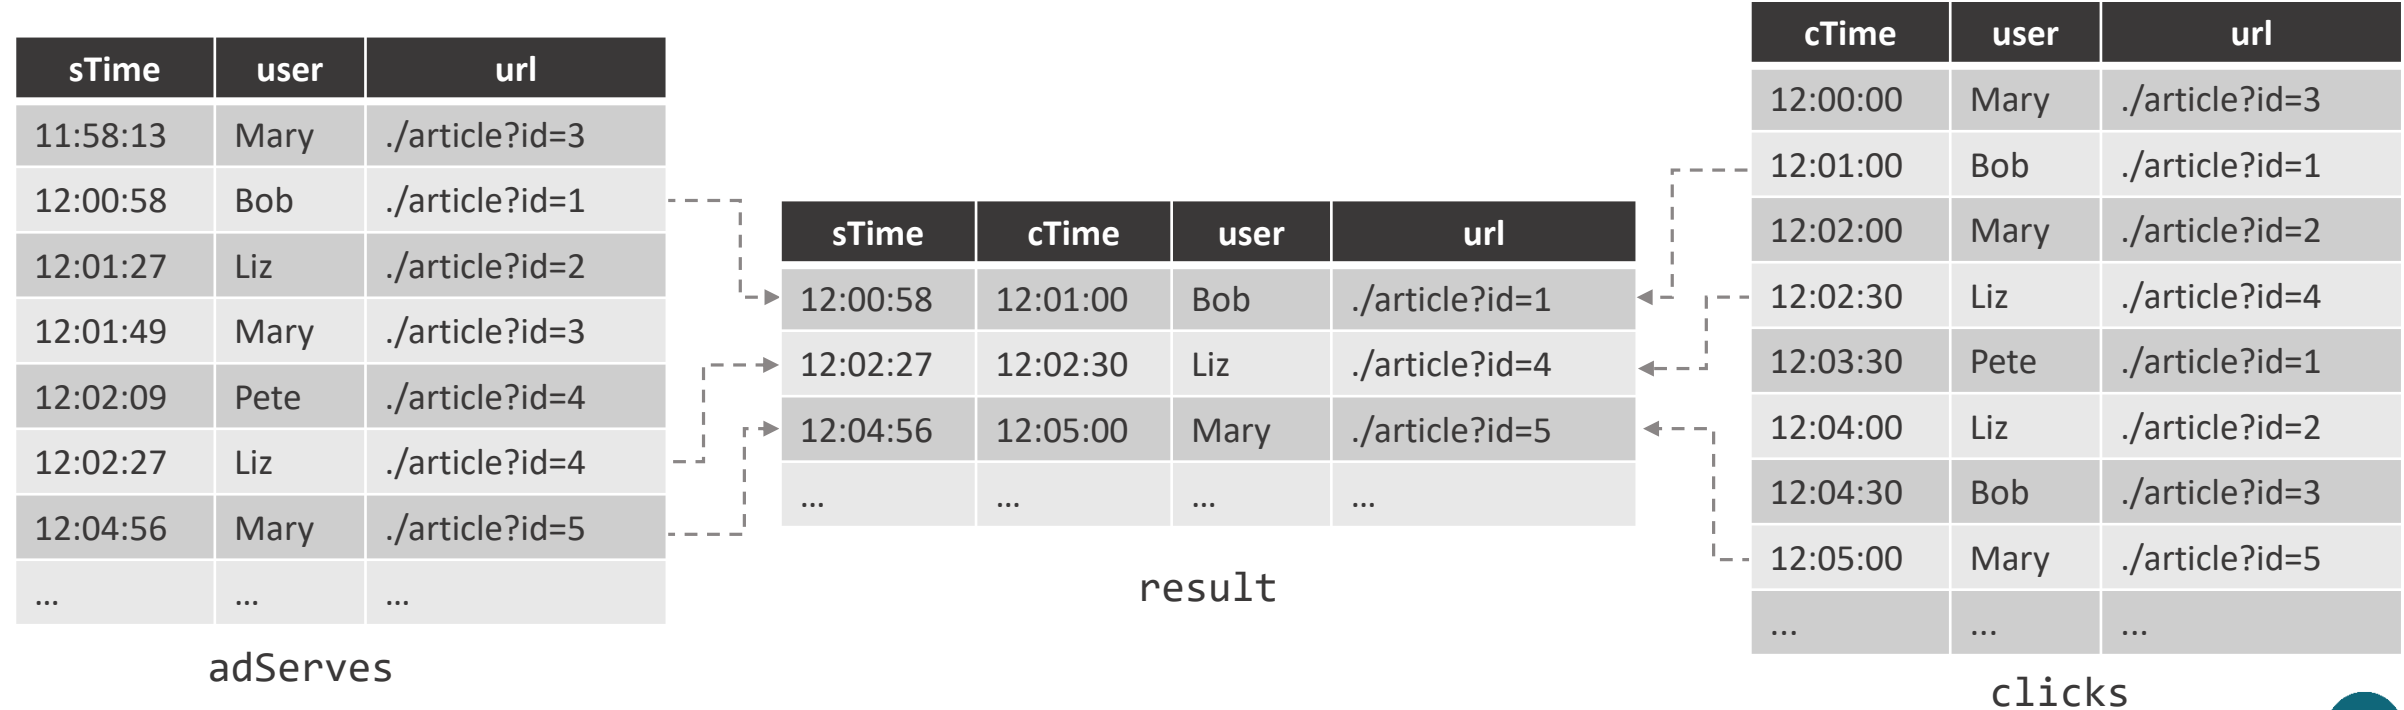 sTime user url
11:58:13 Mary ./article?id=3
12:00:58 Bob ./article?id=1
12:01:27 Liz ./article?id=2
12:01:49 Mary ./article?id=3
12:02:09 Pete ./article?id=4
12:02:27 Liz ./article?id=4
12:04:56 Mary ./article?id=5
... ... ...
adServes
sTime cTime user url
12:00:58 12:01:00 Bob ./article?id=1
12:02:27 12:02:30 Liz ./article?id=4
12:04:56 12:05:00 Mary ./article?id=5
... ... ... ...
result
cTime user url
12:00:00 Mary ./article?id=3
12:01:00 Bob ./article?id=1
12:02:00 Mary ./article?id=2
12:02:30 Liz ./article?id=4
12:03:30 Pete ./article?id=1
12:04:00 Liz ./article?id=2
12:04:30 Bob ./article?id=3
12:05:00 Mary ./article?id=5
... ... ...
clicks